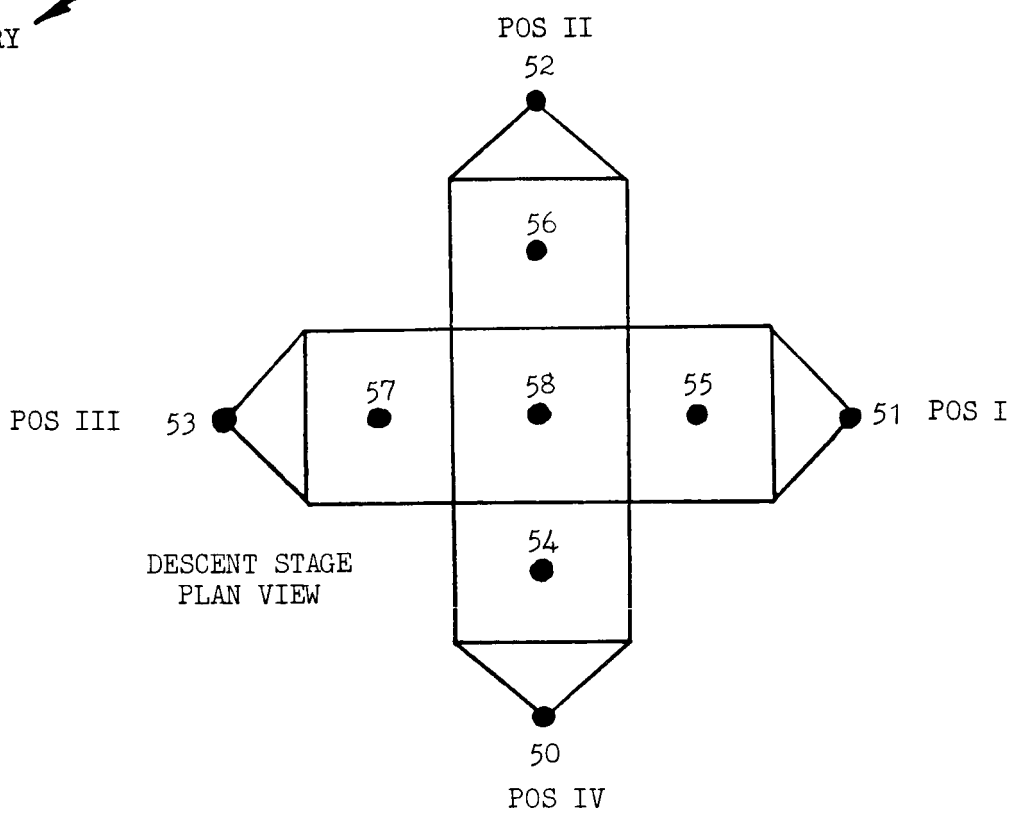 RY
POS II
52
56
57
58
55
POS III
53
51
POS I
54
DESCENT STAGE
PLAN VIEW
50
POS IV